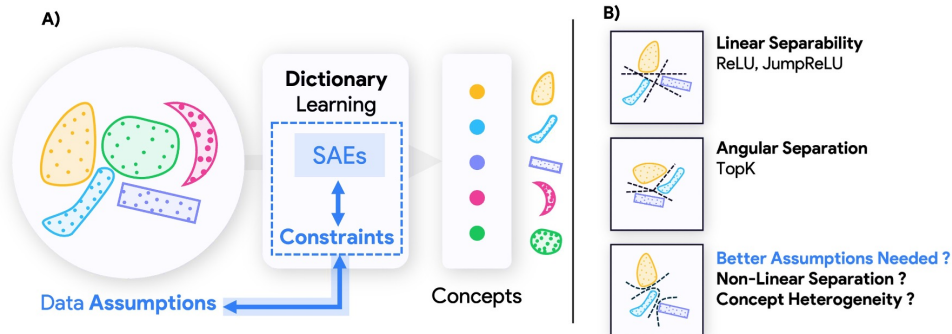 A)
Dictionary
Learning
SAEs
Constraints
Data Assumptions
Concepts
B)
Linear Separability
ReLU, JumpReLU
Angular Separation
TopK
Better Assumptions Needed ?
Non-Linear Separation ?
Concept Heterogeneity ?